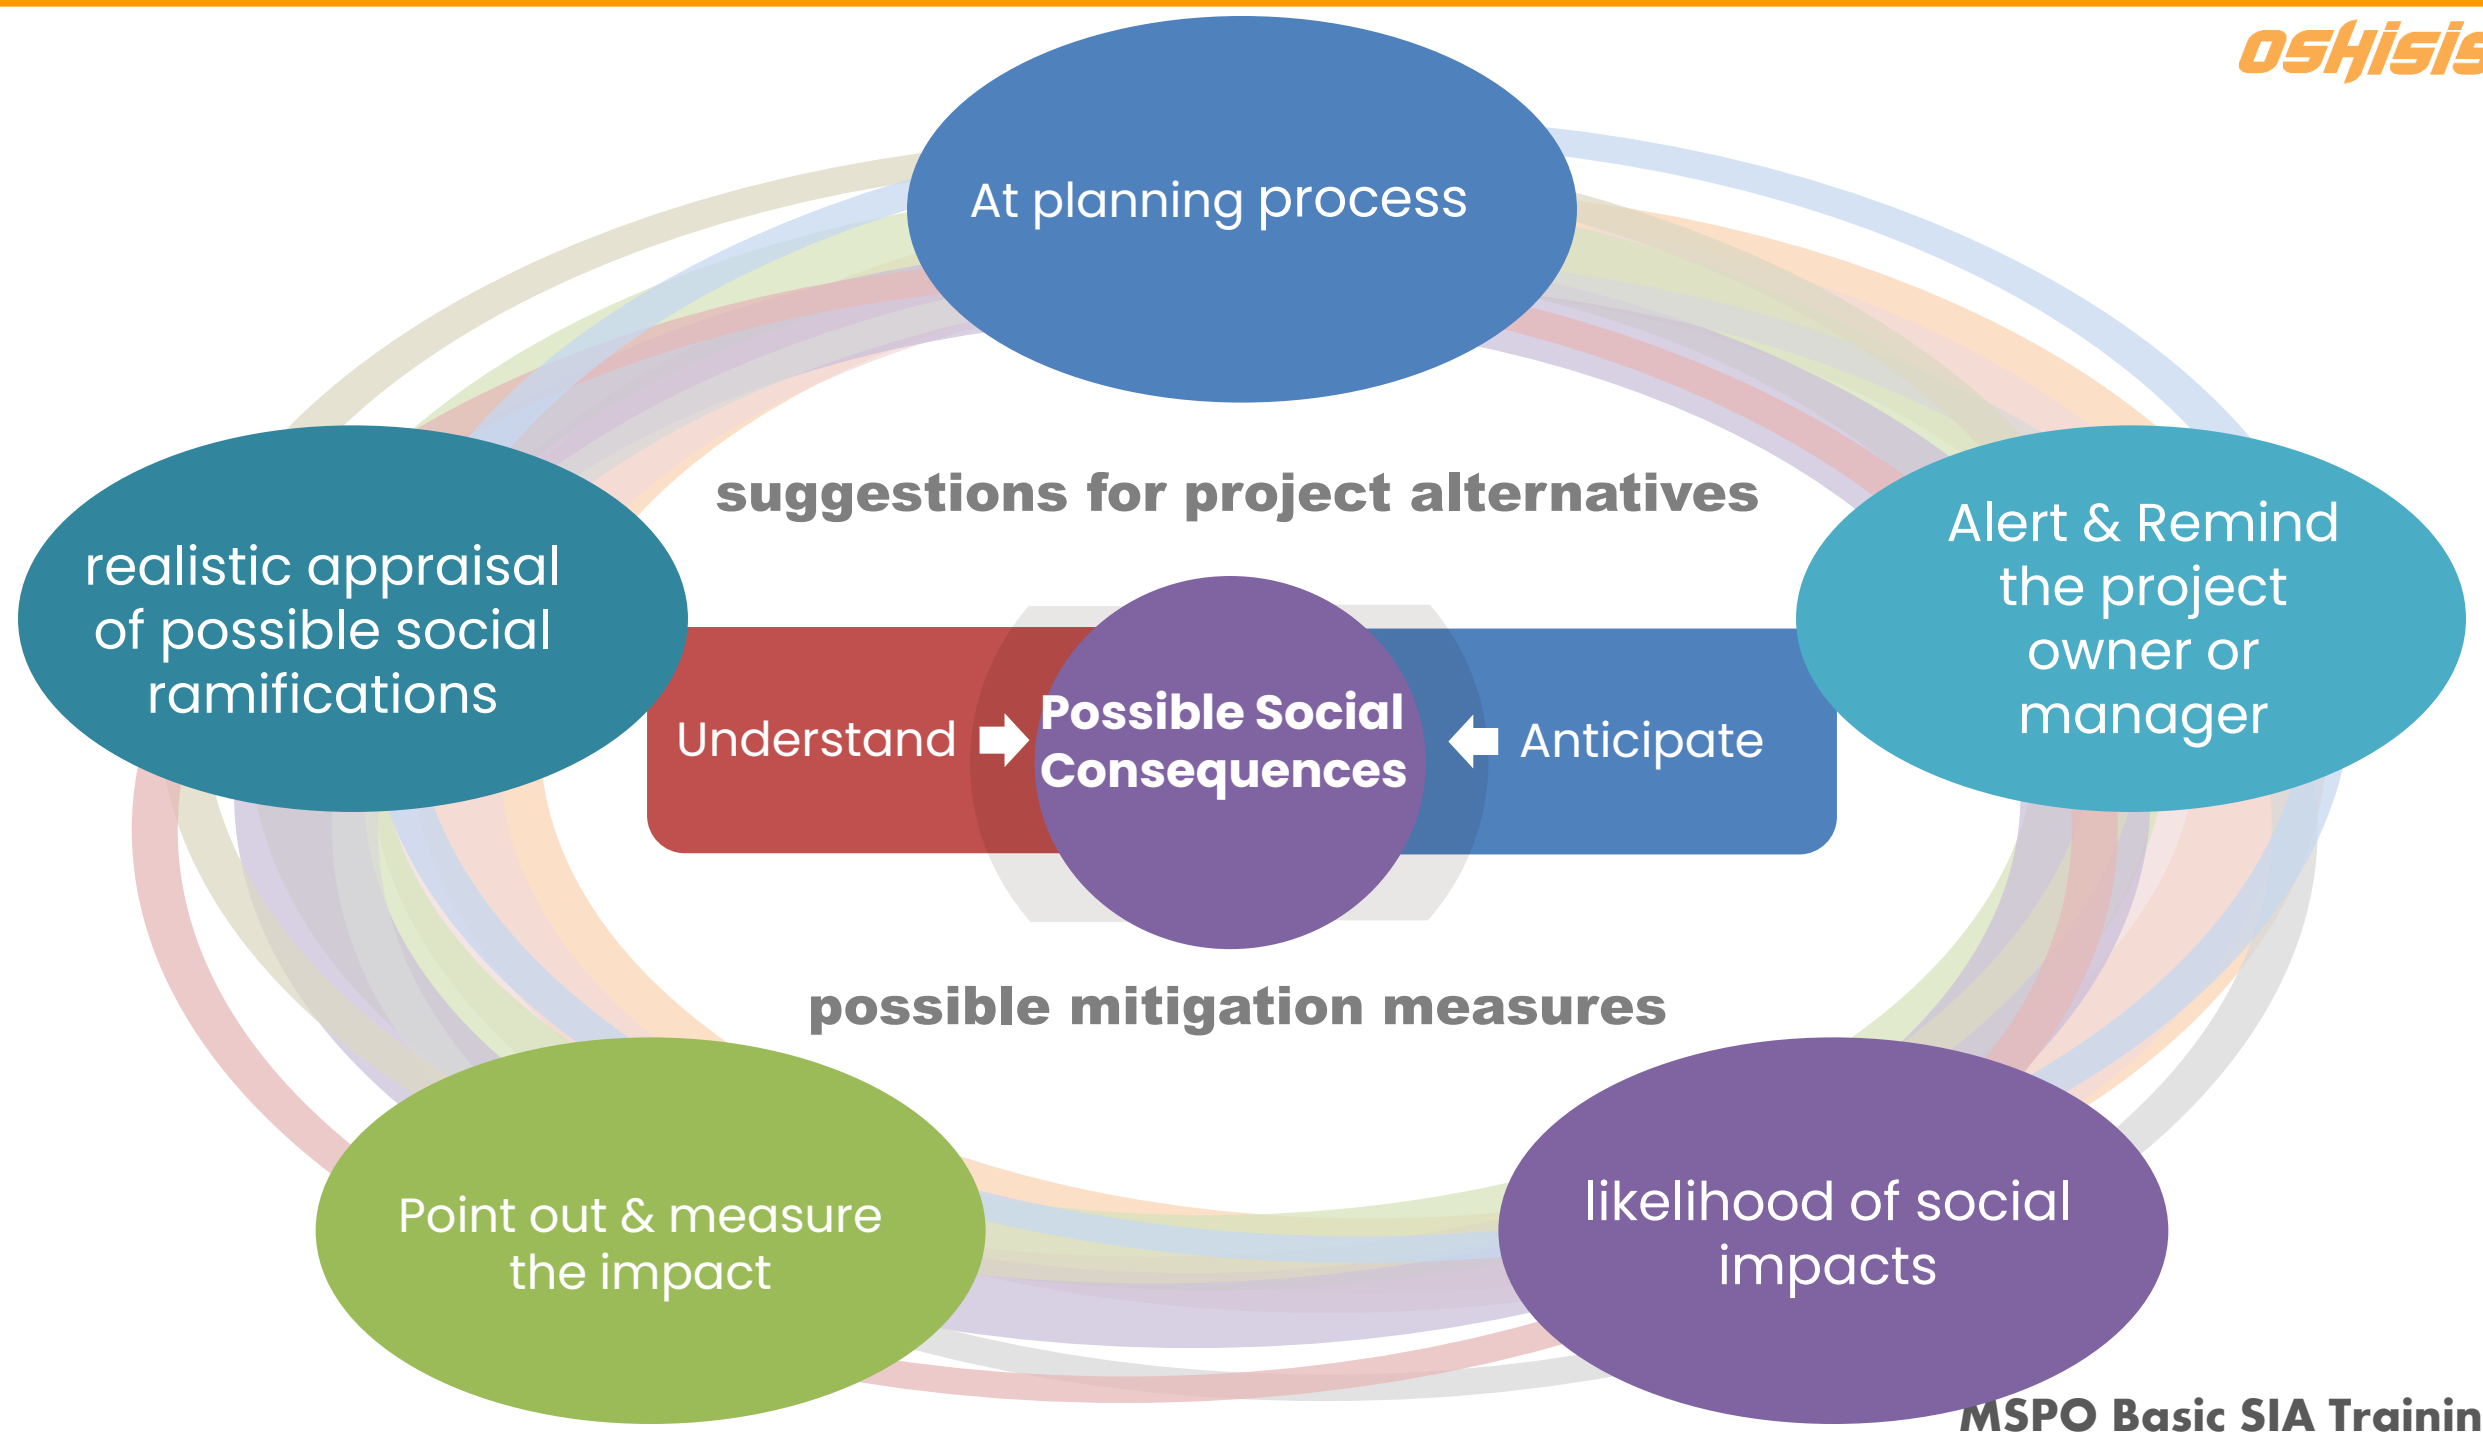 OSHISIS
At planning process
suggestions for project alternatives
realistic appraisal
of possible social
ramifications
Alert & Remind
the project
owner or
manager
Understand
Possible Social
Consequences
Anticipate
possible mitigation measures
Point out & measure
the impact
likelihood of social
impacts
MSPO Basic SIA Trainin